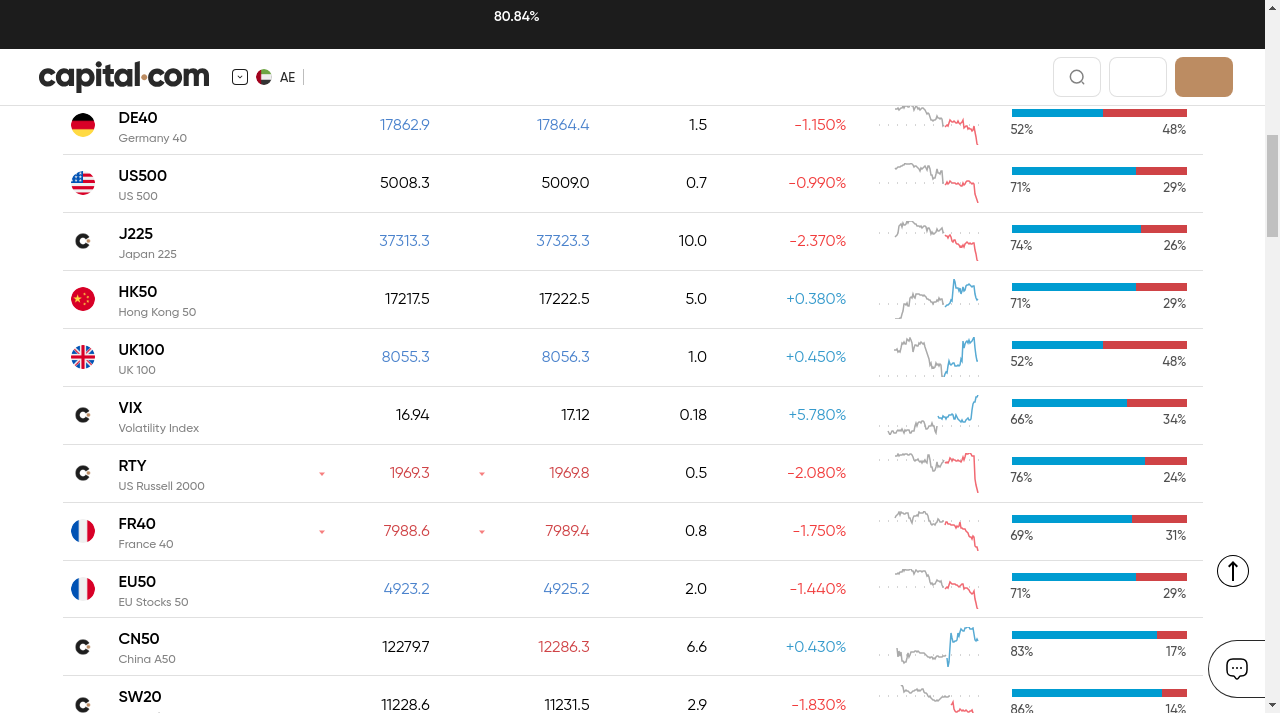 80.84%
capital.com
AE
DE40
Germany 40
17862.9 17864.4 1.5 -1.150%
52% 48%
US500
US 500
5008.3 5009.0 0.7 -0.990%
71% 29%
J225
Japan 225
37313.3 37323.3 10.0 -2.370%
74% 26%
HK50
Hong Kong 50
17217.5 17222.5 5.0 +0.380%
71% 29%
UK100
UK 100
8055.3 8056.3 1.0 +0.450%
52% 48%
VIX
Volatility Index
16.94 17.12 0.18 +5.780%
66% 34%
RTY
US Russell 2000
1969.3 1969.8 0.5 -2.080%
76% 24%
FR40
France 40
7988.6 7989.4 0.8 -1.750%
69% 31%
EU50
EU Stocks 50
4923.2 4925.2 2.0 -1.440%
71% 29%
CN50
China A50
12279.7 12286.3 6.6 +0.430%
83% 17%
SW20
11228.6 11231.5 2.9 -1.830%
86% 14%